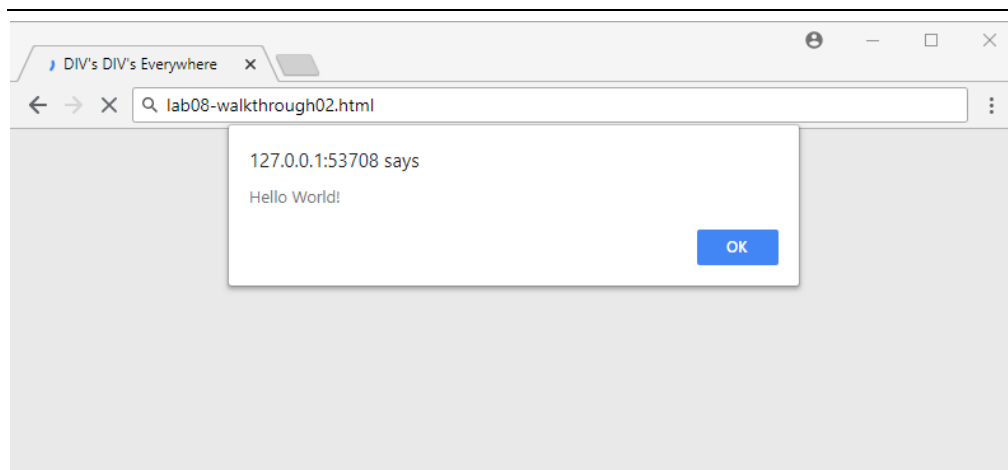 DIV's DIV's Everywhere
lab08-walkthrough02.html
127.0.0.1:53708 says
Hello World!
OK